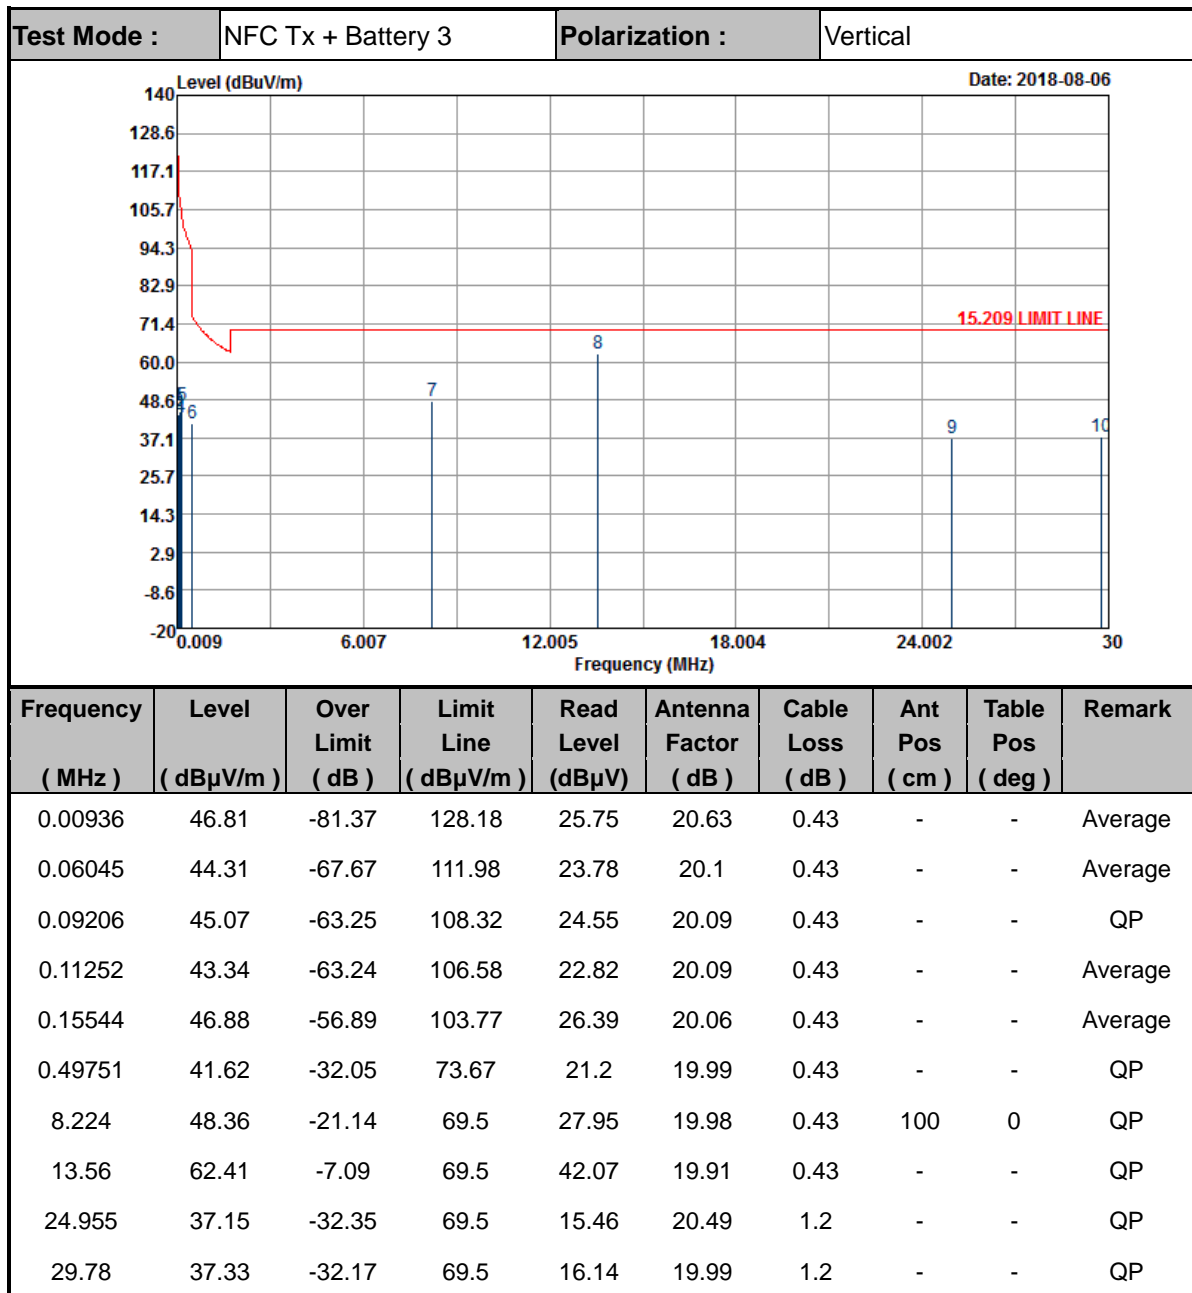 Test Mode : NFC Tx + Battery 3 Polarization : Vertical
Level (dBuV/m) Date: 2018-08-06
140
128.6
117.1
105.7
94.3
82.9
71.4
15.209 LIMIT LINE
8
60.0
7
48.6
5
6
37.1
9
10
25.7
14.3
2.9
-8.6
-20
0.009 6.007 12.005 18.004 24.002 30
Frequency (MHz)
Frequency Level Over Limit Read Antenna Cable Ant Table Remark
Limit Line Level Factor Loss Pos Pos
( MHz ) ( dBµV/m ) ( dB ) ( dBµV/m ) (dBµV) ( dB ) ( dB ) ( cm ) ( deg )
0.00936 46.81 -81.37 128.18 25.75 20.63 0.43 - - Average
0.06045 44.31 -67.67 111.98 23.78 20.1 0.43 - - Average
0.09206 45.07 -63.25 108.32 24.55 20.09 0.43 - - QP
0.11252 43.34 -63.24 106.58 22.82 20.09 0.43 - - Average
0.15544 46.88 -56.89 103.77 26.39 20.06 0.43 - - Average
0.49751 41.62 -32.05 73.67 21.2 19.99 0.43 - - QP
8.224 48.36 -21.14 69.5 27.95 19.98 0.43 100 0 QP
13.56 62.41 -7.09 69.5 42.07 19.91 0.43 - - QP
24.955 37.15 -32.35 69.5 15.46 20.49 1.2 - - QP
29.78 37.33 -32.17 69.5 16.14 19.99 1.2 - - QP